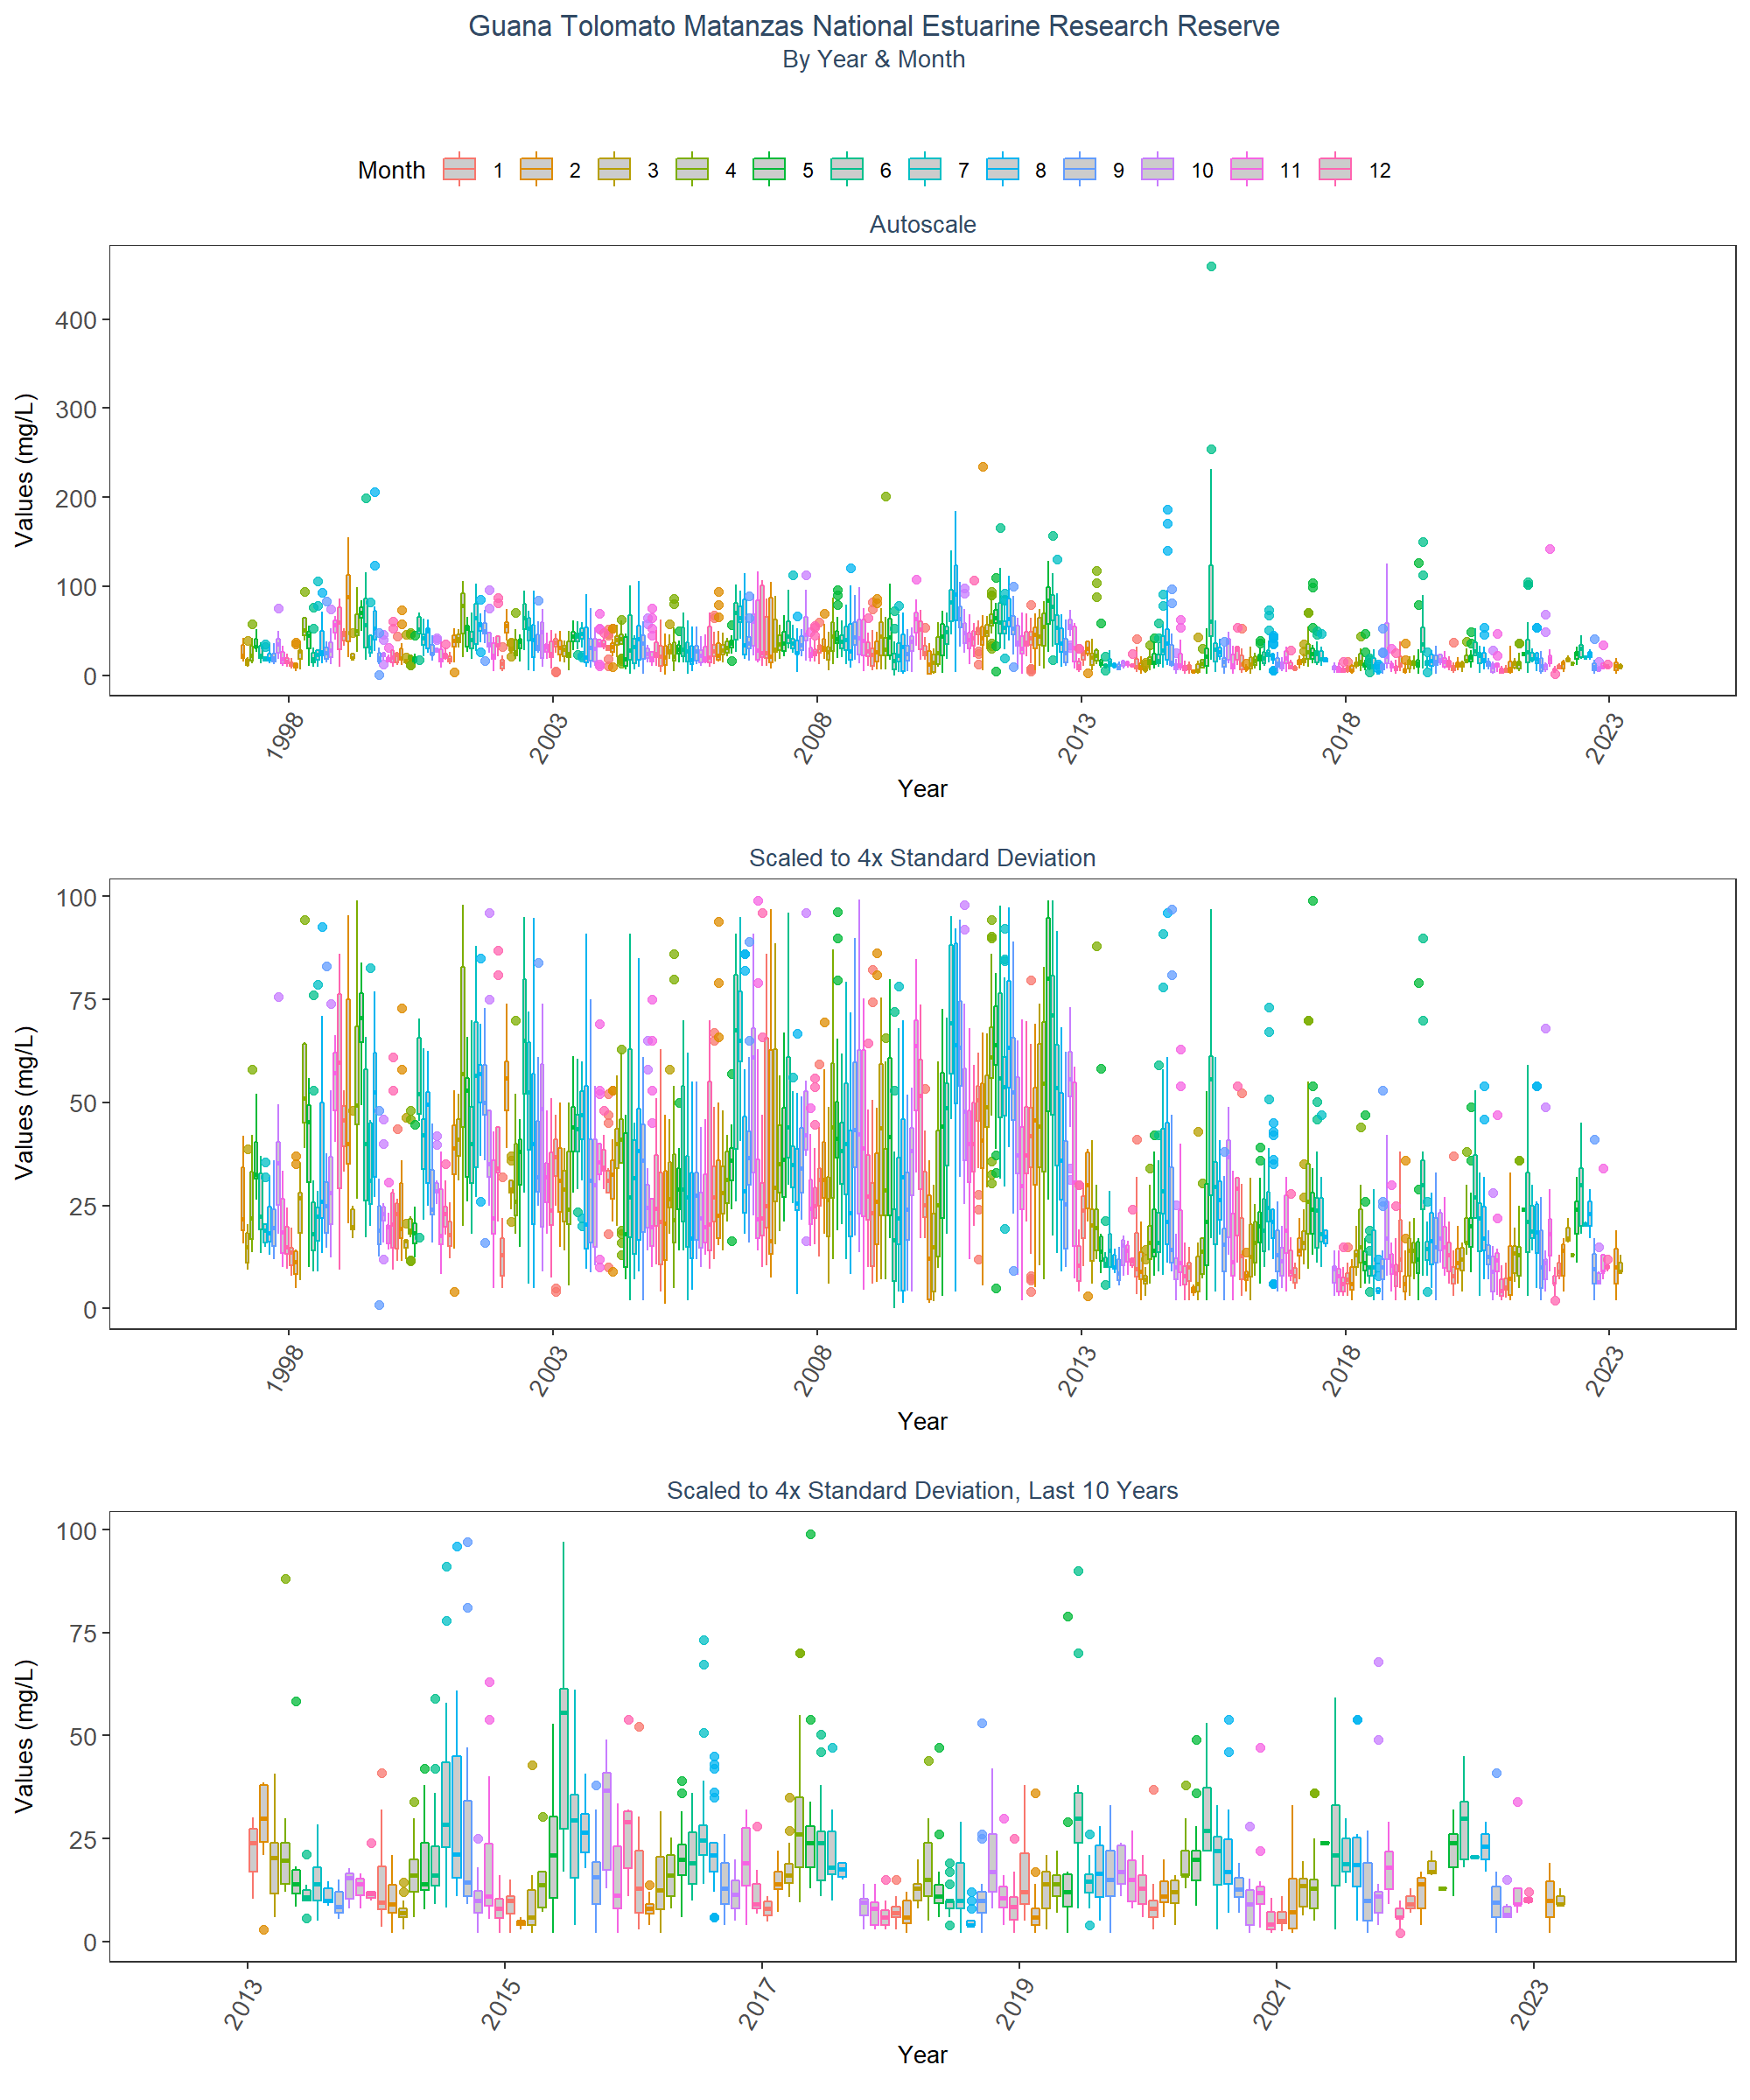 Guana Tolomato Matanzas National Estuarine Research Reserve
By Year & Month
Month 1 2 3 4 5 6 7 8 9 10 11 12
Autoscale
Values (mg/L)
400
300
200
100
0
1998 2003 2008 2013 2018 2023
Year
Scaled to 4x Standard Deviation
Values (mg/L)
100
75
50
25
0
1998 2003 2008 2013 2018 2023
Year
Scaled to 4x Standard Deviation, Last 10 Years
Values (mg/L)
100
75
50
25
0
2013 2015 2017 2019 2021 2023
Year